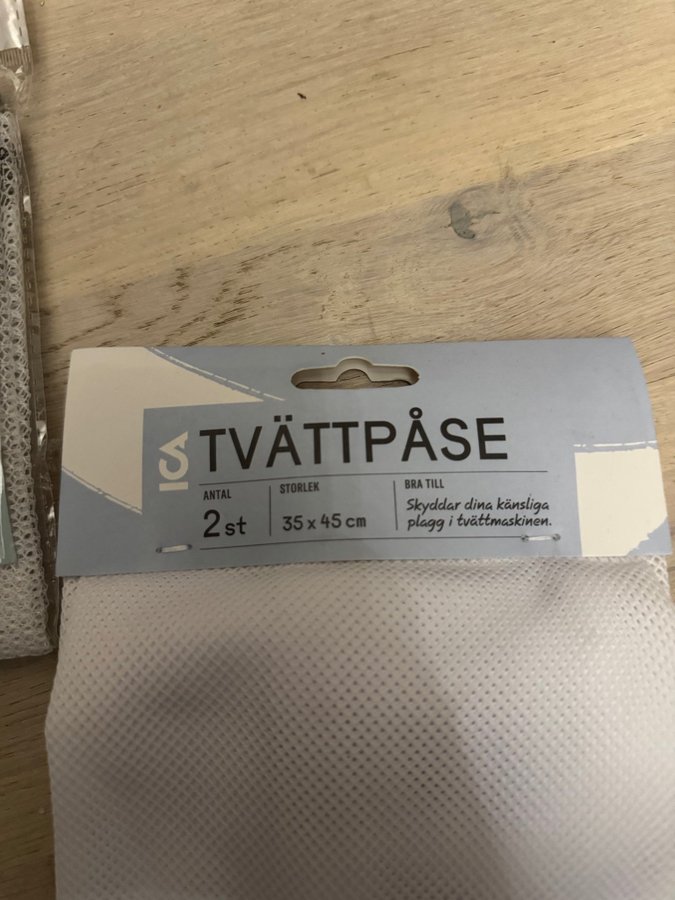 ICA
TVÄTTPÅSE
ANTAL
2 st
STORLEK
35 x 45 cm
BRA TILL
Skyddar dina känsliga
plagg i tvättmaskinen.